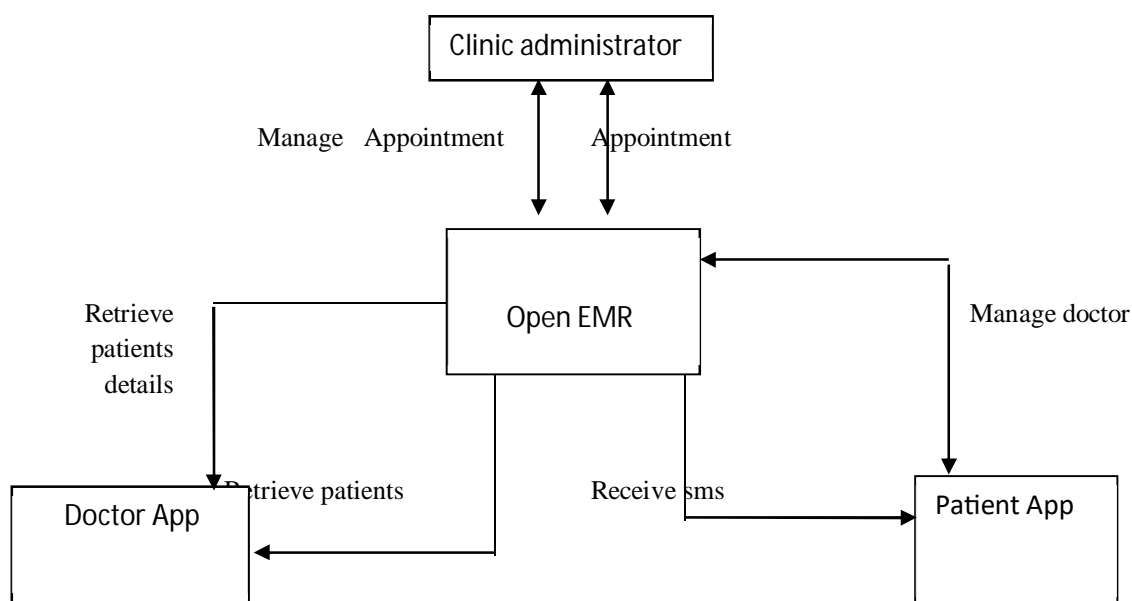 Clinic administrator
Manage Appointment
Appointment
Open EMR
Retrieve
patients
details
Manage doctor
Retrieve patients
Receive sms
Doctor App
Patient App